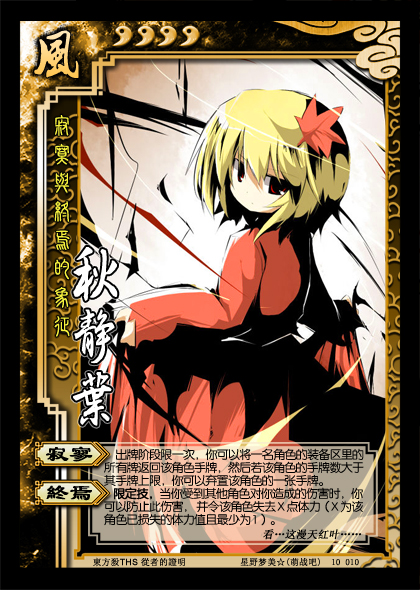 風
寂寞與終焉的象征
秋靜葉
寂寞
出牌阶段限一次，你可以将一名角色的装备区里的
所有牌返回该角色手牌，然后若该角色的手牌数大于
其手牌上限，你可以弃置该角色的一张手牌。
終焉
限定技，当你受到其他角色对你造成的伤害时，你
可以防止此伤害，并令该角色失去X点体力（X为该
角色已损失的体力值且最少为1）。
看…这漫天红叶……
東方殺THS 從者的證明
星野梦美☆(萌战吧) 10 010